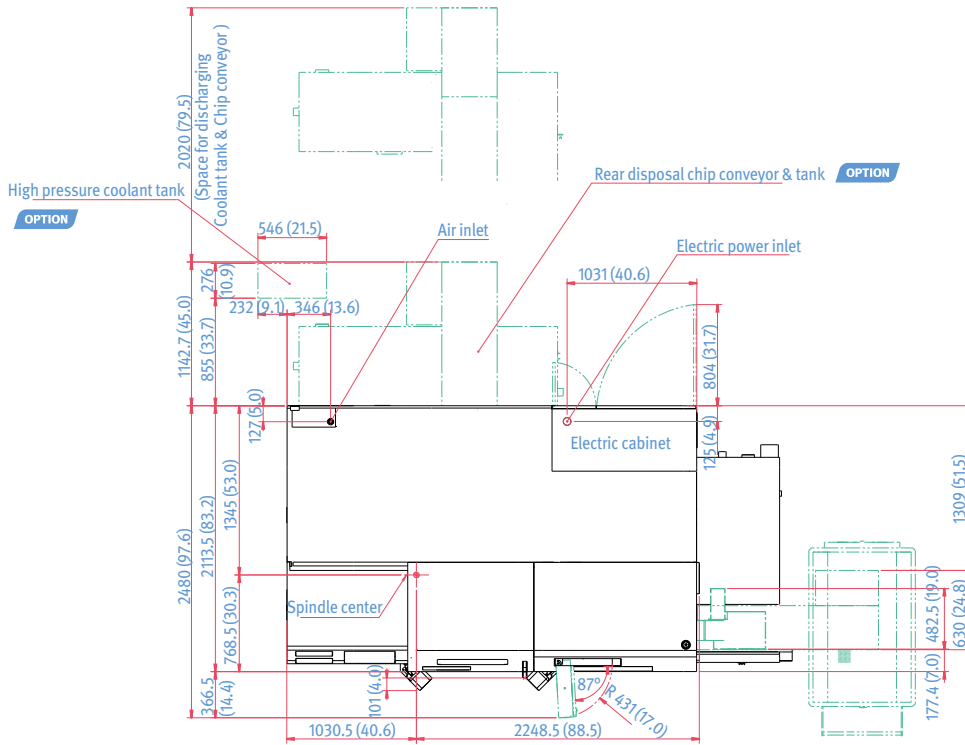 2020 (79.5)
(Space for discharging
Coolant tank & Chip conveyor )
High pressure coolant tank
OPTION
Rear disposal chip conveyor & tank
OPTION
546 (21.5)
Air inlet
Electric power inlet
276
(10.9)
1031 (40.6)
232 (9.1)
346 (13.6)
1142.7 (45.0)
855 (33.7)
804 (31.7)
127 (5.0)
125 (4.9)
Electric cabinet
1345 (53.0)
2113.5 (83.2)
2480 (97.6)
1309 (51.5)
Spindle center
768.5 (30.3)
482.5 (19.0)
630 (24.8)
366.5
(14.4)
101 (4.0)
87°
R 431 (17.0)
177.4 (7.0)
1030.5 (40.6)
2248.5 (88.5)